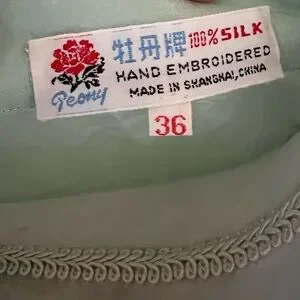 牡丹牌 100% SILK
Peony
HAND EMBROIDERED
MADE IN SHANGHAI, CHINA
36